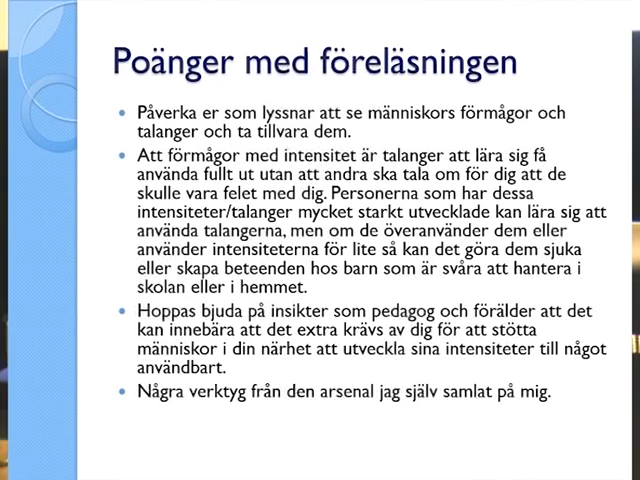 Poänger med föreläsningen
Påverka er som lyssnar att se människors förmågor och
talanger och ta tillvara dem.
Att förmågor med intensitet är talanger att lära sig få
använda fullt ut utan att andra ska tala om för dig att de
skulle vara felet med dig. Personerna som har dessa
intensiteter/talanger mycket starkt utvecklade kan lära sig att
använda talangerna, men om de överanvänder dem eller
använder intensiteterna för lite så kan det göra dem sjuka
eller skapa beteenden hos barn som är svåra att hantera i
skolan eller i hemmet.
Hoppas bjuda på insikter som pedagog och förälder att det
kan innebära att det extra krävs av dig för att stötta
männi­skor i din närhet att utveckla sina intensiteter till något
användbart.
Några verktyg från den arsenal jag själv samlat på mig.